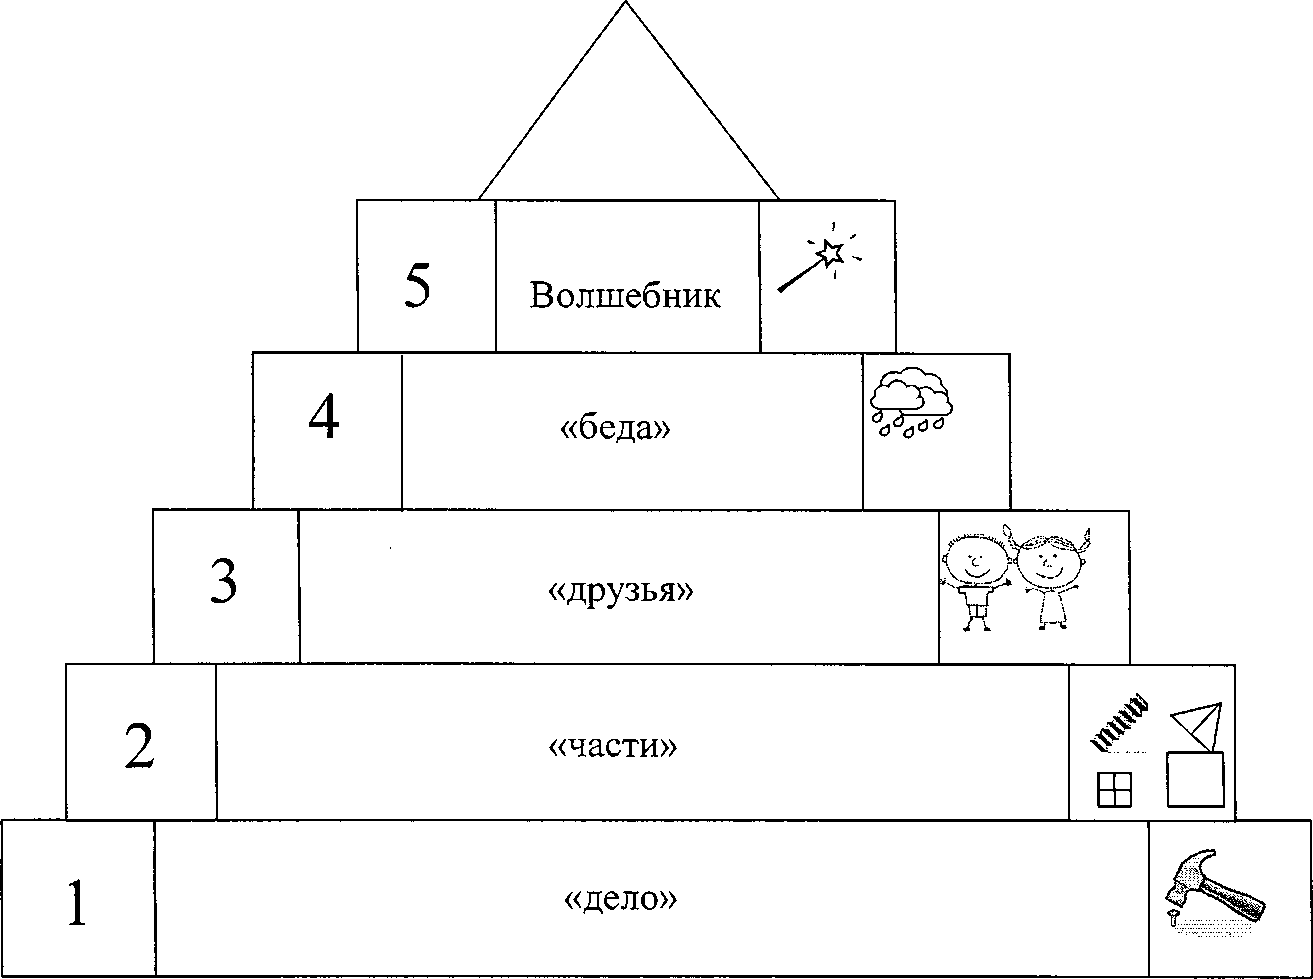 5 Волшебник
4 «беда»
3 «друзья»
2 «части»
1 «дело»